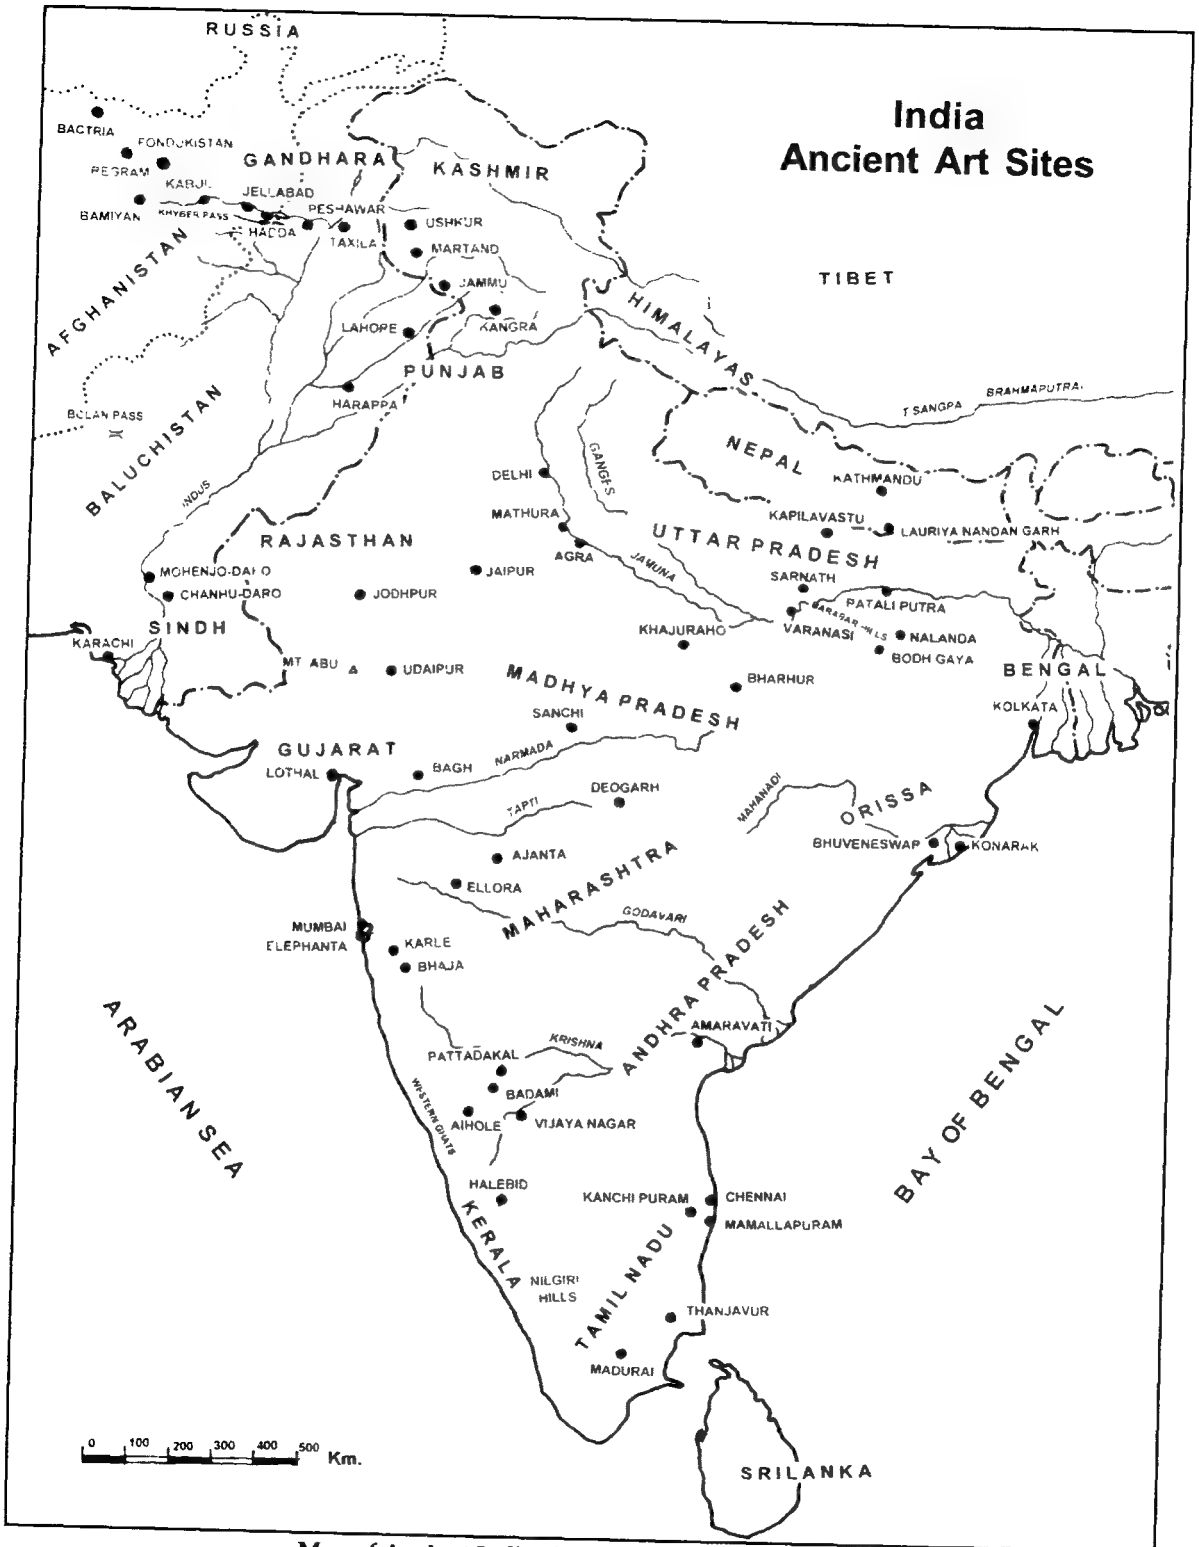 RUSSIA
India
Ancient Art Sites
BACTRIA
FONDUKISTAN
BEGRAM
GANDHARA
KASHMIR
KABUL
JELLABAD
BAMIYAN
KHYBER PASS
PESHAWAR
HADDA
TAXILA
USHKUR
MARTAND
AFGHANISTAN
TIBET
JAMMU
HIMALAYAS
LAHORE
KANGRA
PUNJAB
HARAPPA
BOLAN PASS
BALUCHISTAN
TSANGPA
BRAHMAPUTRA
NEPAL
KATHMANDU
DELHI
GANGES
INDUS
MATHURA
KAPILAVASTU
LAURIYA NANDAN GARH
RAJASTHAN
UTTAR PRADESH
AGRA
JAMUNA
MOHENJO-DARO
JAIPUR
SARNATH
CHANHU-DARO
JODHPUR
PATALI PUTRA
BARABAR HILLS
SINDH
KHAJURAHO
VARANASI
NALANDA
KARACHI
BODH GAYA
MT ABU
UDAIPUR
BENGAL
MADHYA PRADESH
BHARHUR
SANCHI
KOLKATA
GUJARAT
NARMADA
LOTHAL
BAGH
DEOGARH
TAPTI
MAHANADI
ORISSA
BHUVENESWAR
KONARAK
AJANTA
ELLORA
MAHARASHTRA
GODAVARI
MUMBAI
ELEPHANTA
KARLE
BHAJA
ANDHRA PRADESH
ARABIAN SEA
AMARAVATI
KRISHNA
PATTADAKAL
BAY OF BENGAL
BADAMI
WESTERN GHATS
AIHOLE
VIJAYA NAGAR
HALEBID
KANCHI PURAM
CHENNAI
MAMALLAPURAM
KERALA
TAMIL NADU
NILGIRI
HILLS
THANJAVUR
MADURAI
0 100 200 300 400 500 Km.
SRILANKA